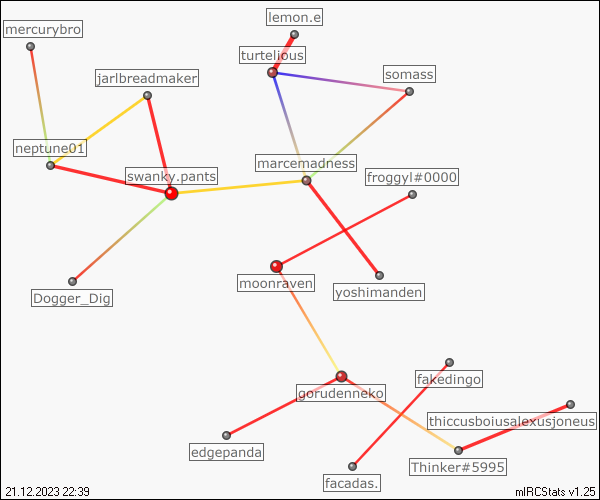 lemon.e
mercurybro
turtelious
somass
jarlbreadmaker
neptune01
marcemadness
swanky.pants
froggyl#0000
moonraven
yoshimanden
Dogger_Dig
fakedingo
gorudenneko
thiccusboiusalexusjoneus
edgepanda
Thinker#5995
facadas.
21.12.2023 22:39
mIRCStats v1.25